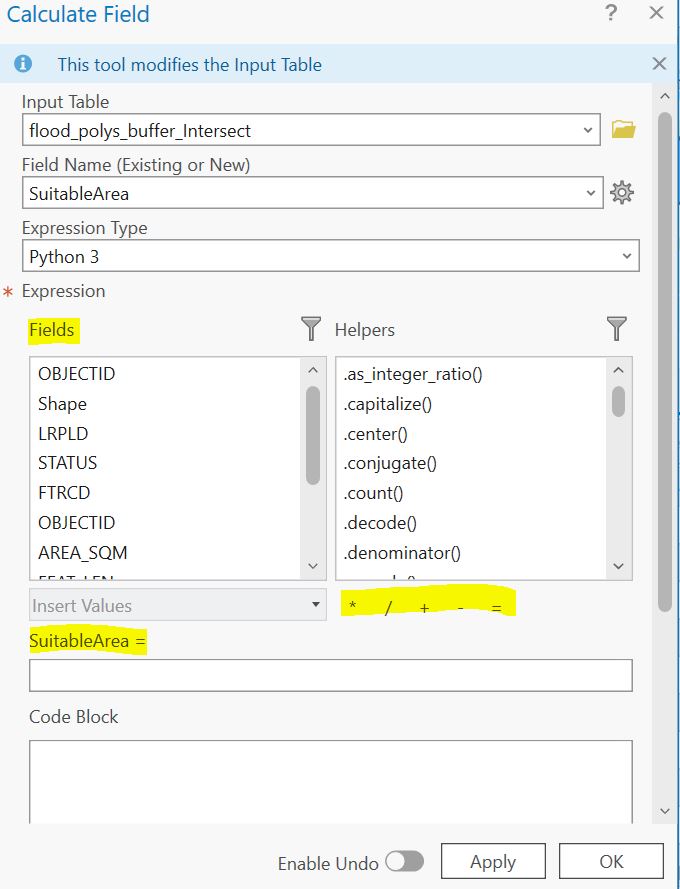 Calculate Field ? ×
This tool modifies the Input Table ×
Input Table
flood_polys_buffer_Intersect
Field Name (Existing or New)
SuitableArea
Expression Type
Python 3
* Expression
Fields
Helpers
OBJECTID
Shape
LRPLD
STATUS
FTRCD
OBJECTID
AREA_SQM
.as_integer_ratio()
.capitalize()
.center()
.conjugate()
.count()
.decode()
.denominator()
Insert Values
* / + - =
SuitableArea =
Code Block
Enable Undo
Apply
OK